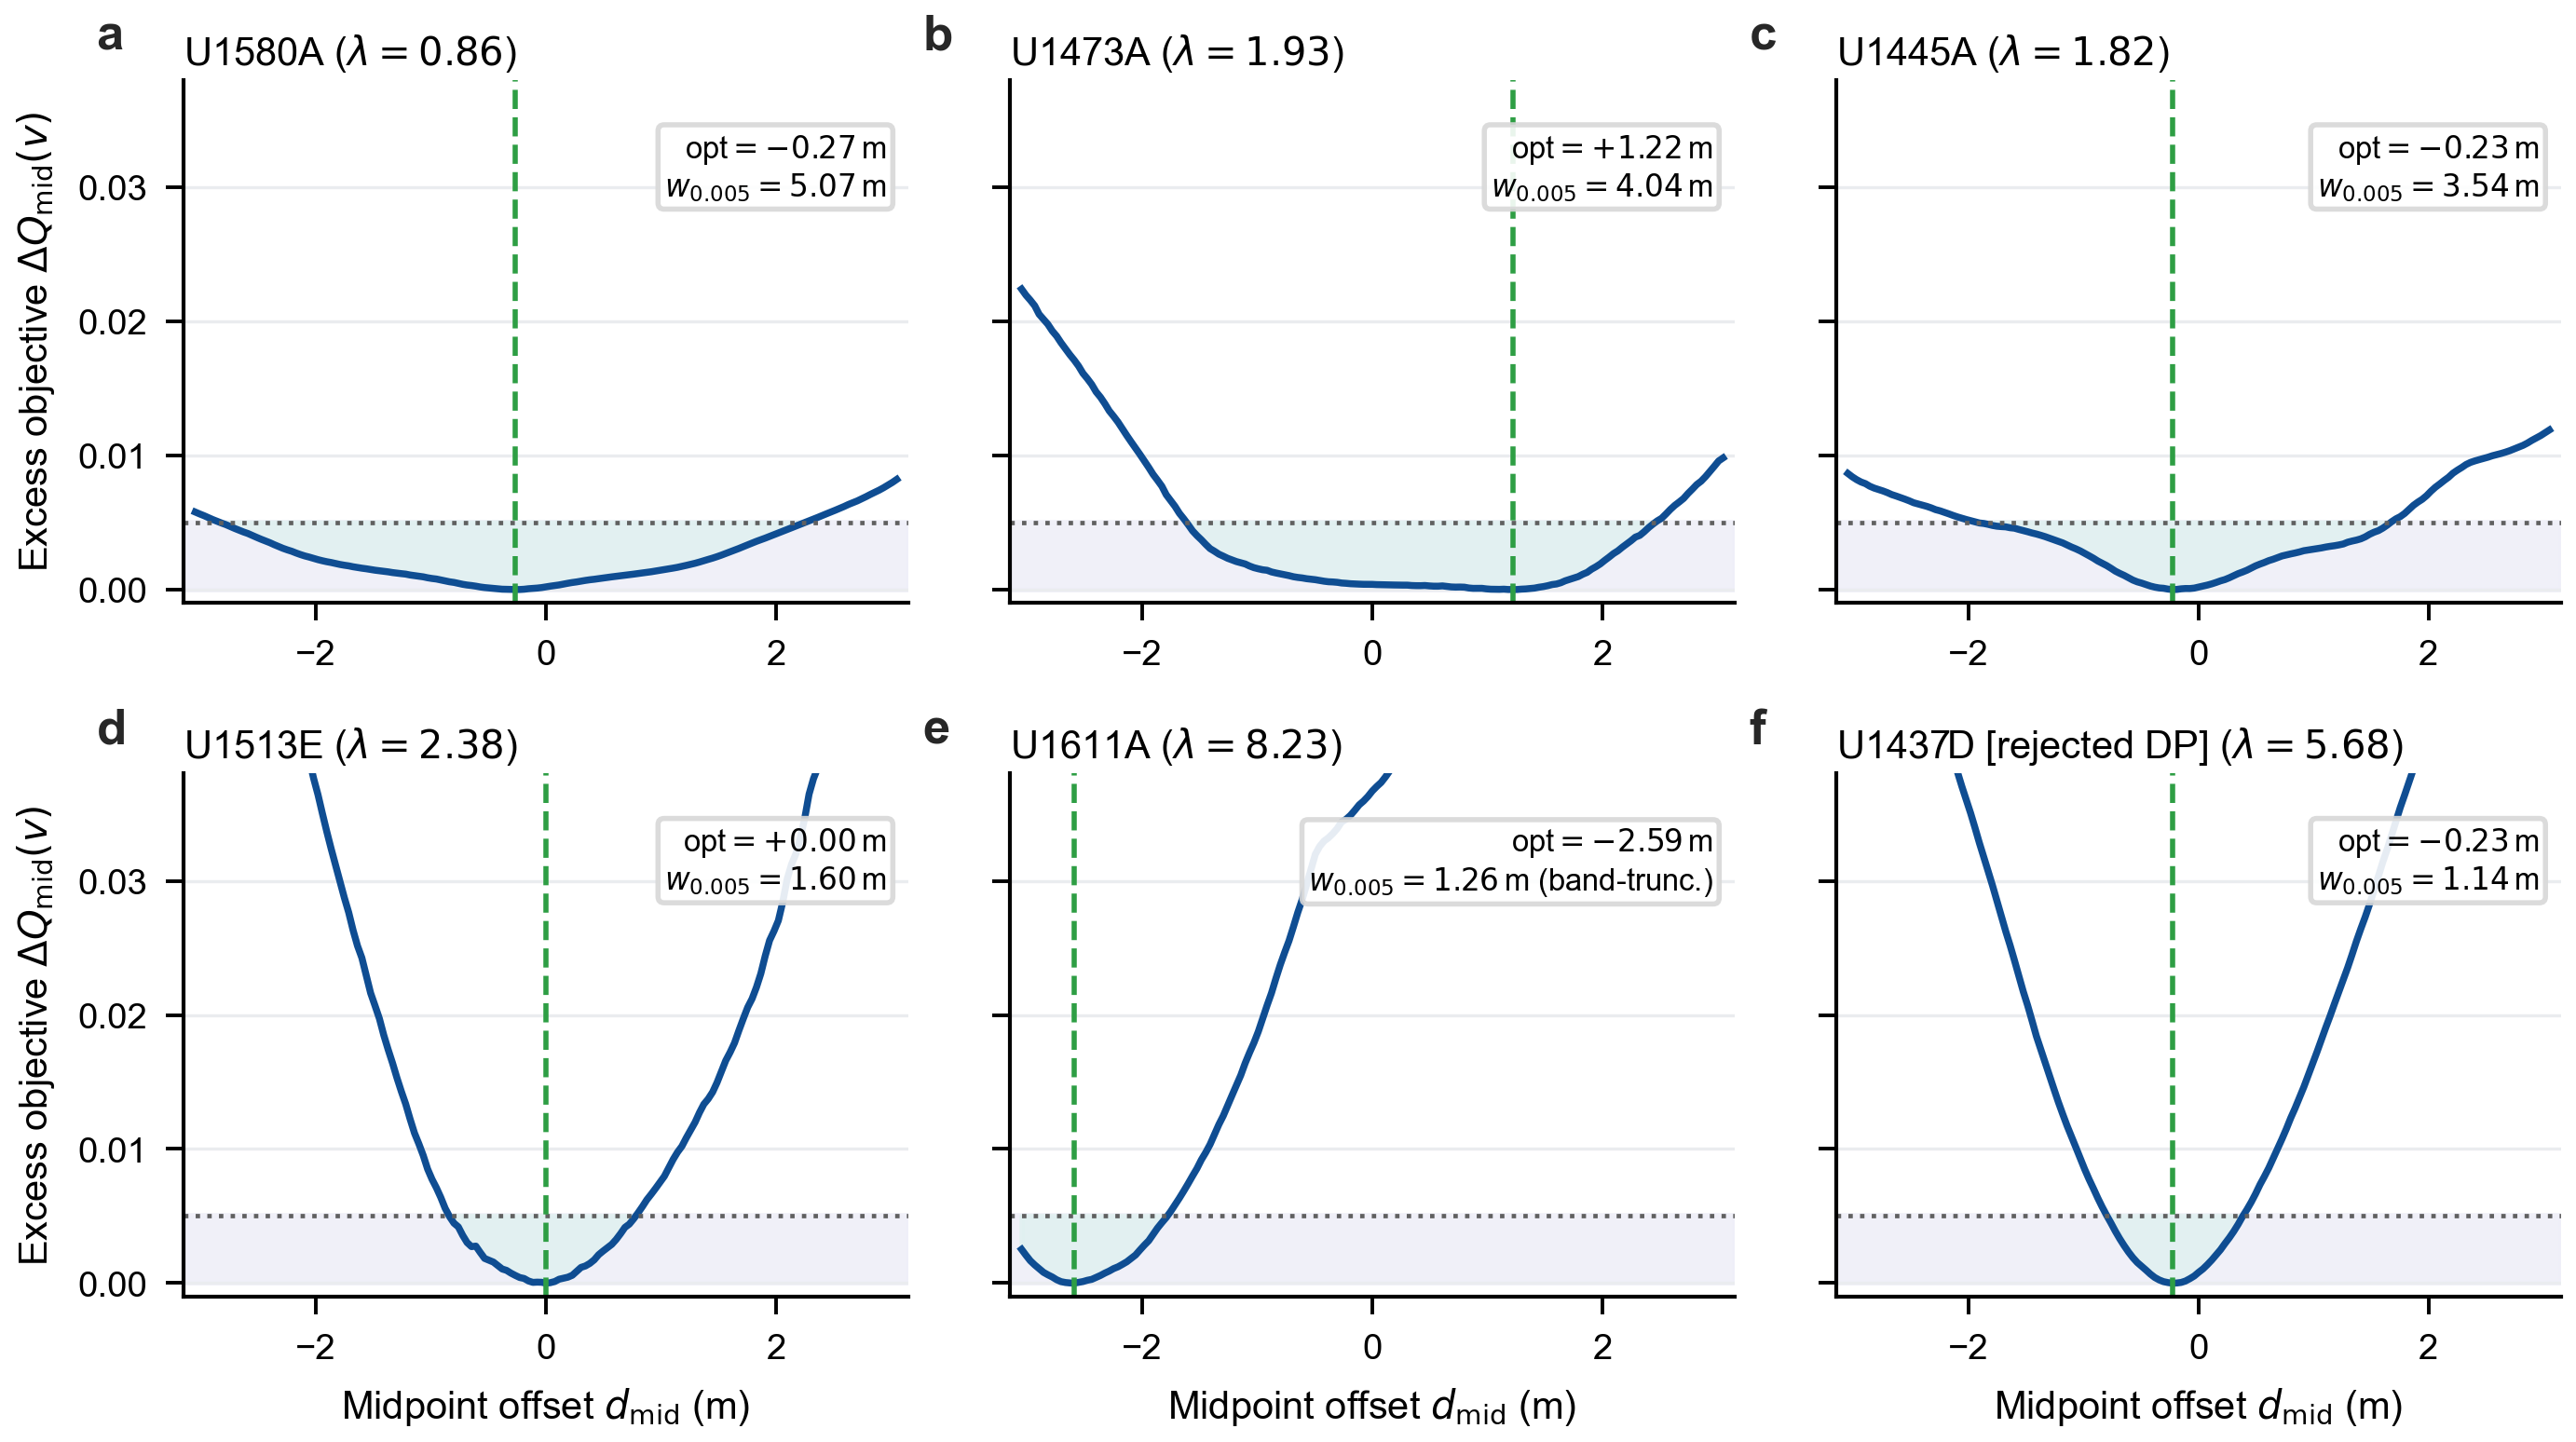 a
U1580A (λ = 0.86)
opt = −0.27 m
w0.005 = 5.07 m
Excess objective ΔQmid(v)
0.03
0.02
0.01
0.00
−2
0
2
b
U1473A (λ = 1.93)
opt = +1.22 m
w0.005 = 4.04 m
−2
0
2
c
U1445A (λ = 1.82)
opt = −0.23 m
w0.005 = 3.54 m
−2
0
2
d
U1513E (λ = 2.38)
opt = +0.00 m
w0.005 = 1.60 m
Excess objective ΔQmid(v)
0.03
0.02
0.01
0.00
−2
0
2
Midpoint offset dmid (m)
e
U1611A (λ = 8.23)
opt = −2.59 m
w0.005 = 1.26 m (band-trunc.)
−2
0
2
Midpoint offset dmid (m)
f
U1437D [rejected DP] (λ = 5.68)
opt = −0.23 m
w0.005 = 1.14 m
−2
0
2
Midpoint offset dmid (m)